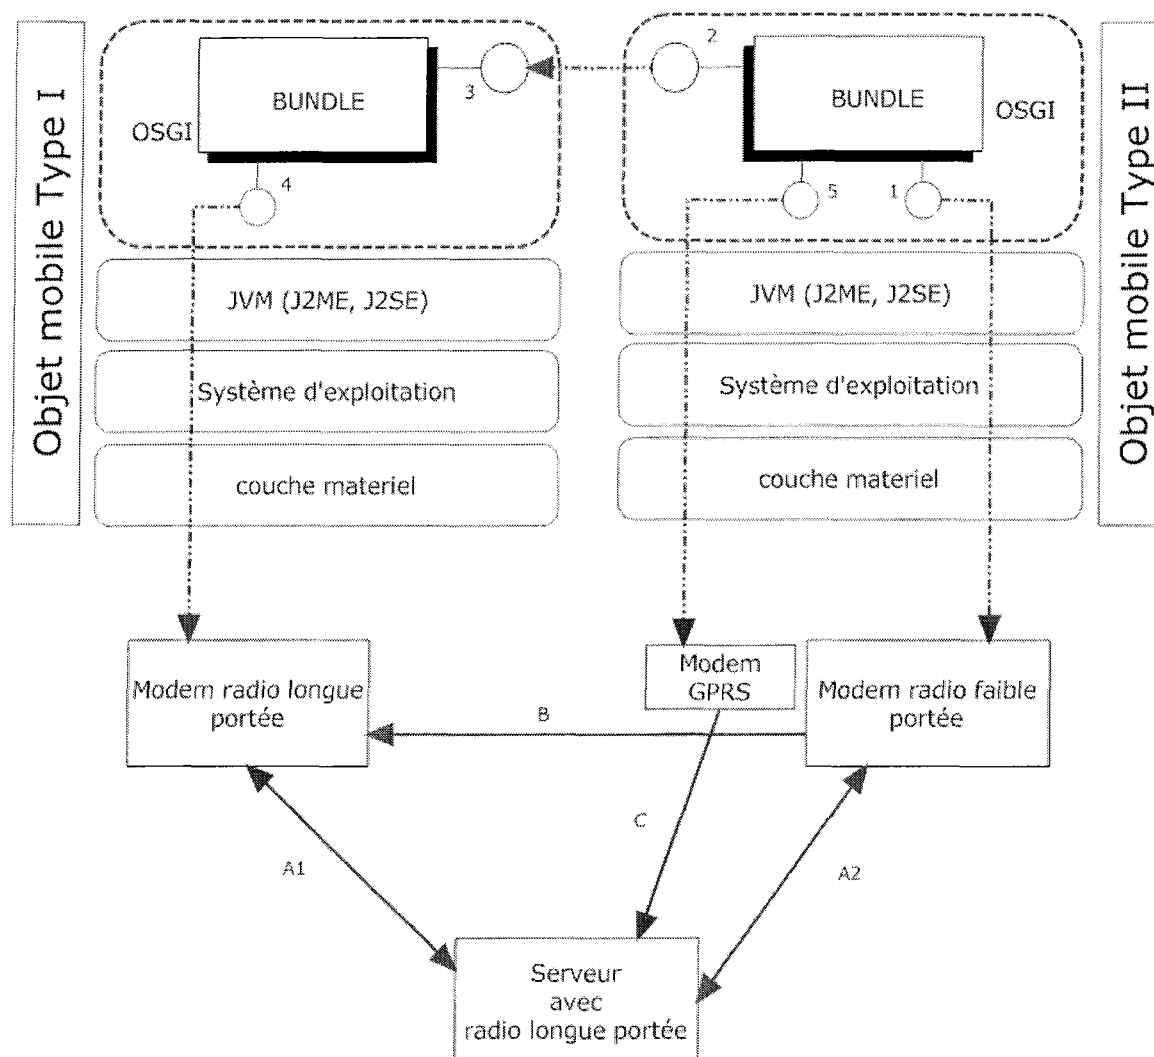 Objet mobile Type I
BUNDLE
OSGI
3
4
2
BUNDLE
OSGI
5
1
Objet mobile Type II
JVM (J2ME, J2SE)
Système d'exploitation
couche materiel
JVM (J2ME, J2SE)
Système d'exploitation
couche materiel
Modem radio longue
portée
Modem
GPRS
Modem radio faible
portée
B
C
A1
A2
Serveur
avec
radio longue portée